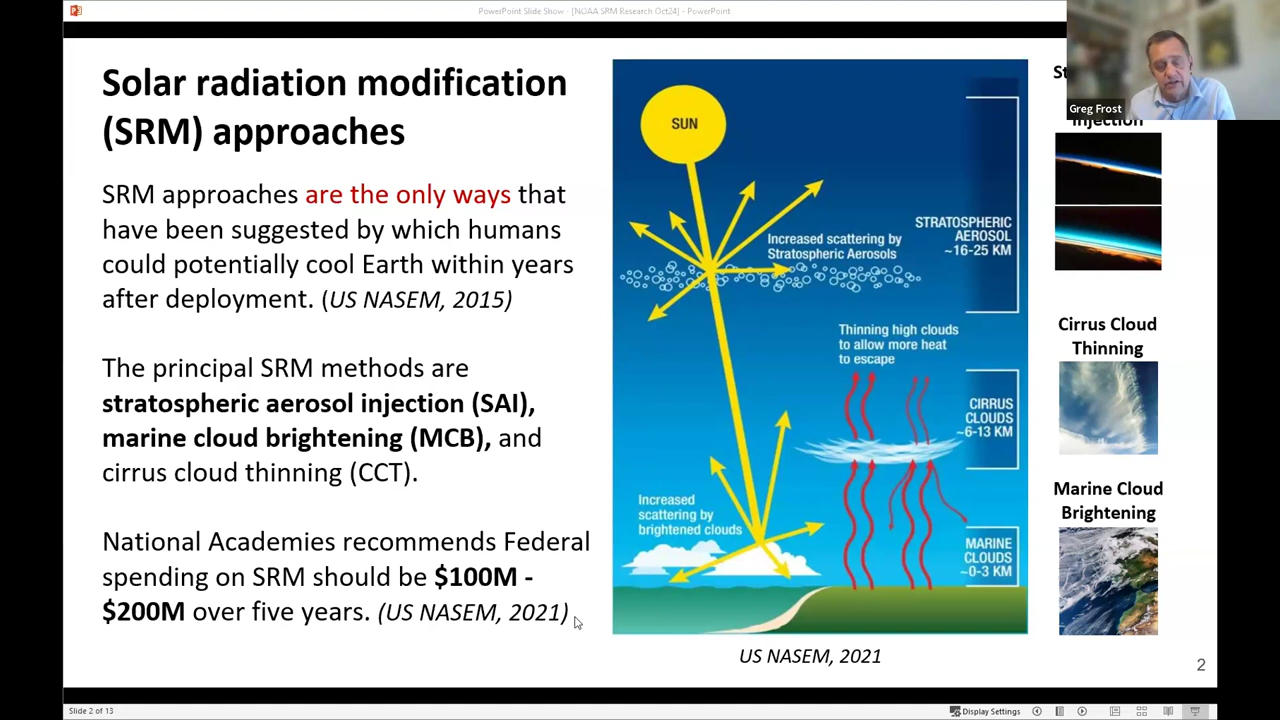 PowerPoint Slide Show - [NOAA SRM Research Oct24] - PowerPoint
Solar radiation modification
(SRM) approaches
SRM approaches are the only ways that
have been suggested by which humans
could potentially cool Earth within years
after deployment. (US NASEM, 2015)
The principal SRM methods are
stratospheric aerosol injection (SAI),
marine cloud brightening (MCB), and
cirrus cloud thinning (CCT).
National Academies recommends Federal
spending on SRM should be $100M -
$200M over five years. (US NASEM, 2021)
SUN
Increased scattering by
Stratospheric Aerosols
STRATOSPHERIC
AEROSOL
~16-25 KM
Thinning high clouds
to allow more heat
to escape
CIRRUS
CLOUDS
~6-13 KM
Increased
scattering by
brightened clouds
MARINE
CLOUDS
~0-3 KM
US NASEM, 2021
Greg Frost
Injection
Cirrus Cloud
Thinning
Marine Cloud
Brightening
2
Slide 2 of 13
Display Settings